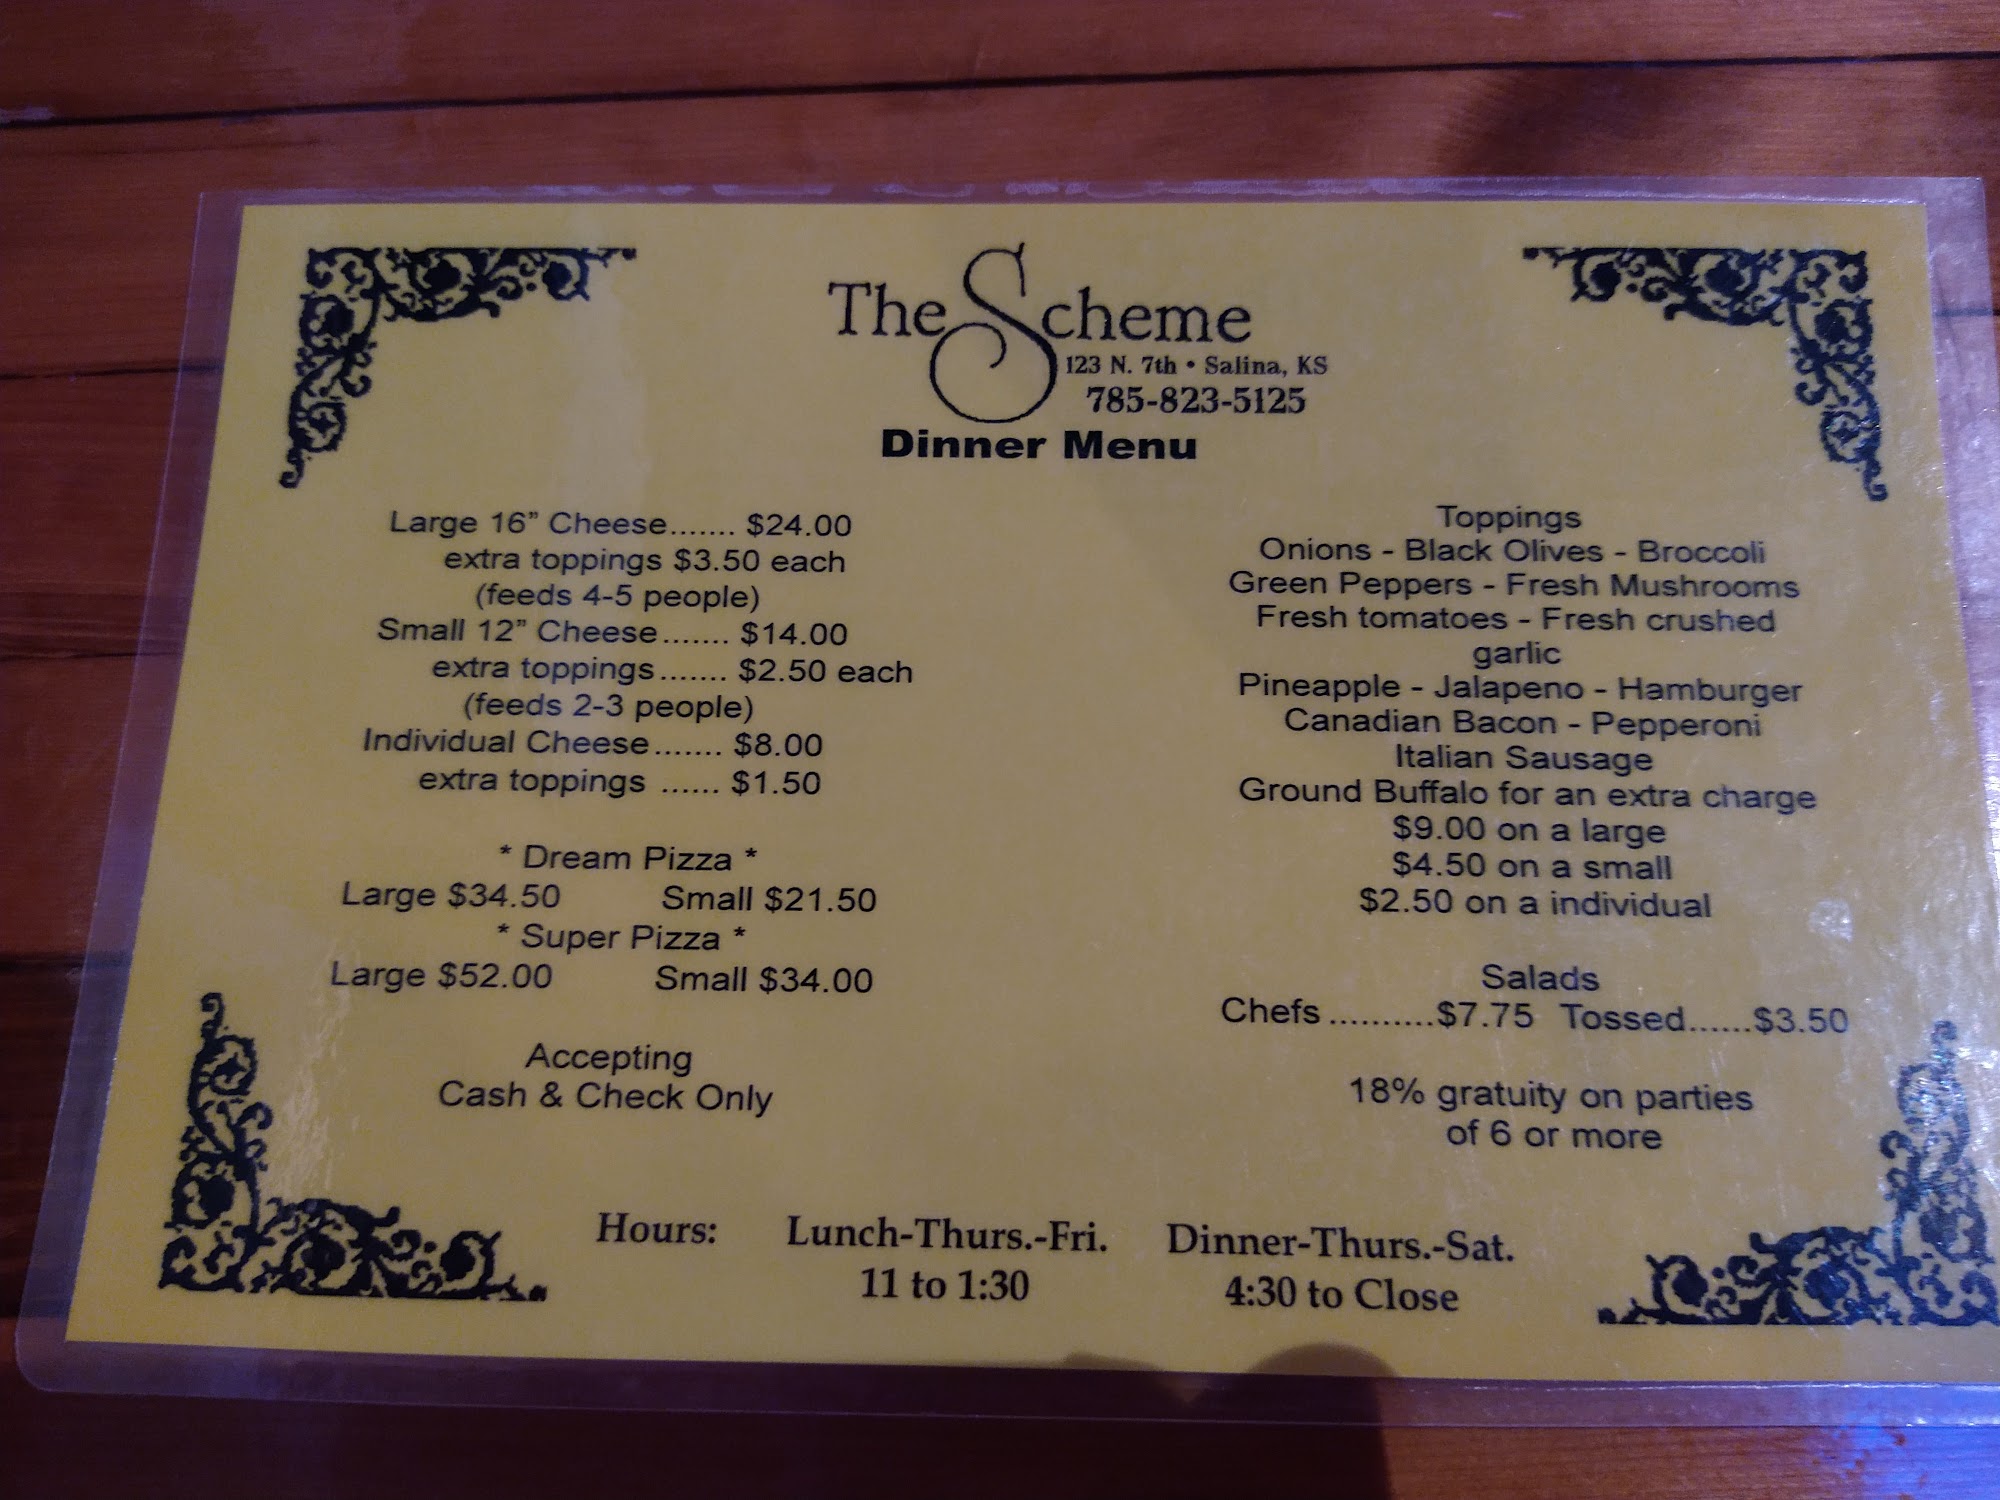 The Scheme
123 N. 7th • Salina, KS
785-823-5125
Dinner Menu
Large 16” Cheese....... $24.00
extra toppings $3.50 each
(feeds 4-5 people)
Small 12” Cheese....... $14.00
extra toppings....... $2.50 each
(feeds 2-3 people)
Individual Cheese....... $8.00
extra toppings ...... $1.50
* Dream Pizza *
Large $34.50 Small $21.50
* Super Pizza *
Large $52.00 Small $34.00
Accepting
Cash & Check Only
Toppings
Onions - Black Olives - Broccoli
Green Peppers - Fresh Mushrooms
Fresh tomatoes - Fresh crushed
garlic
Pineapple - Jalapeno - Hamburger
Canadian Bacon - Pepperoni
Italian Sausage
Ground Buffalo for an extra charge
$9.00 on a large
$4.50 on a small
$2.50 on a individual
Salads
Chefs ..........$7.75 Tossed......$3.50
18% gratuity on parties
of 6 or more
Hours: Lunch-Thurs.-Fri. Dinner-Thurs.-Sat.
11 to 1:30 4:30 to Close